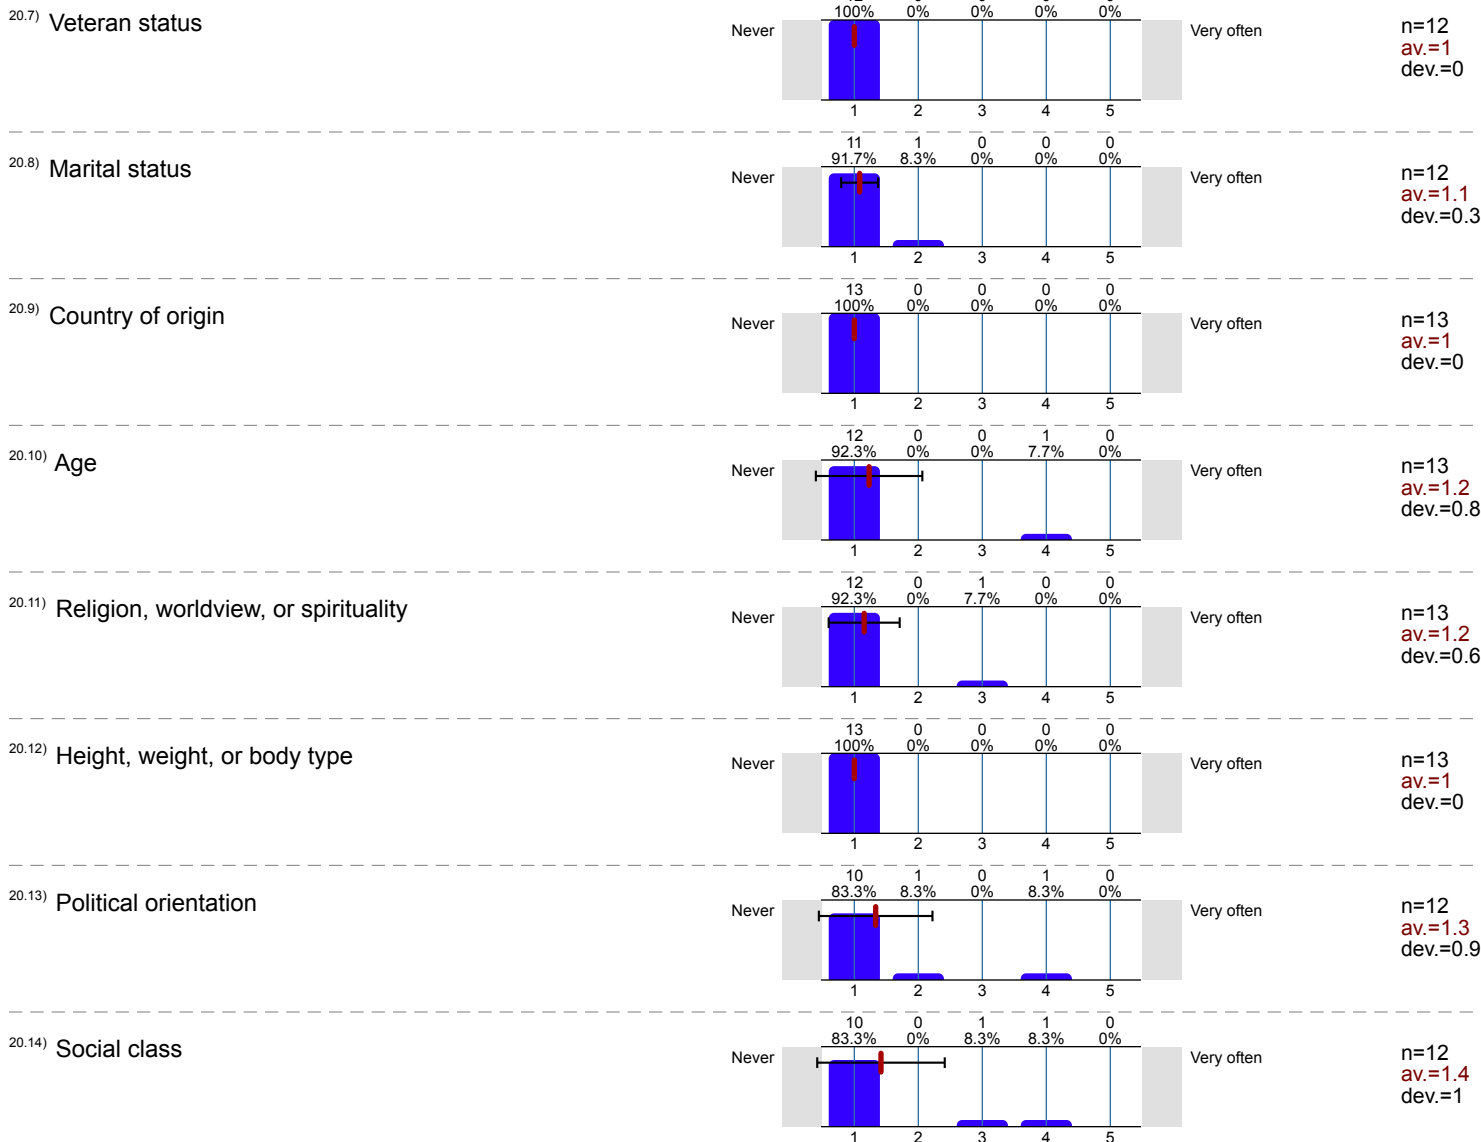 20.7) Veteran status
100% 0% 0% 0% 0%
Never Very often
n=12
av.=1
dev.=0
1 2 3 4 5
20.8) Marital status
11 1 0 0 0
91.7% 8.3% 0% 0% 0%
Never Very often
n=12
av.=1.1
dev.=0.3
1 2 3 4 5
20.9) Country of origin
13 0 0 0 0
100% 0% 0% 0% 0%
Never Very often
n=13
av.=1
dev.=0
1 2 3 4 5
20.10) Age
12 0 0 1 0
92.3% 0% 0% 7.7% 0%
Never Very often
n=13
av.=1.2
dev.=0.8
1 2 3 4 5
20.11) Religion, worldview, or spirituality
12 0 1 0 0
92.3% 0% 7.7% 0% 0%
Never Very often
n=13
av.=1.2
dev.=0.6
1 2 3 4 5
20.12) Height, weight, or body type
13 0 0 0 0
100% 0% 0% 0% 0%
Never Very often
n=13
av.=1
dev.=0
1 2 3 4 5
20.13) Political orientation
10 1 0 1 0
83.3% 8.3% 0% 8.3% 0%
Never Very often
n=12
av.=1.3
dev.=0.9
1 2 3 4 5
20.14) Social class
10 0 1 1 0
83.3% 0% 8.3% 8.3% 0%
Never Very often
n=12
av.=1.4
dev.=1
1 2 3 4 5